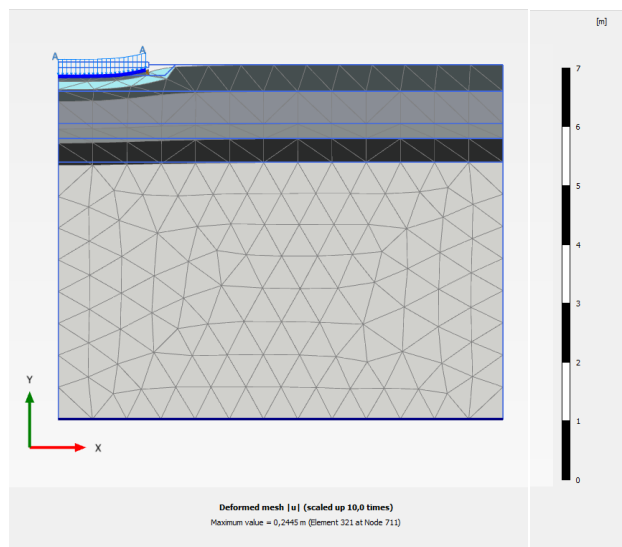 [m]
A
A
7
6
5
4
3
2
1
0
Y
X
Deformed mesh |u| (scaled up 10,0 times)
Maximum value = 0,2445 m (Element 321 at Node 711)